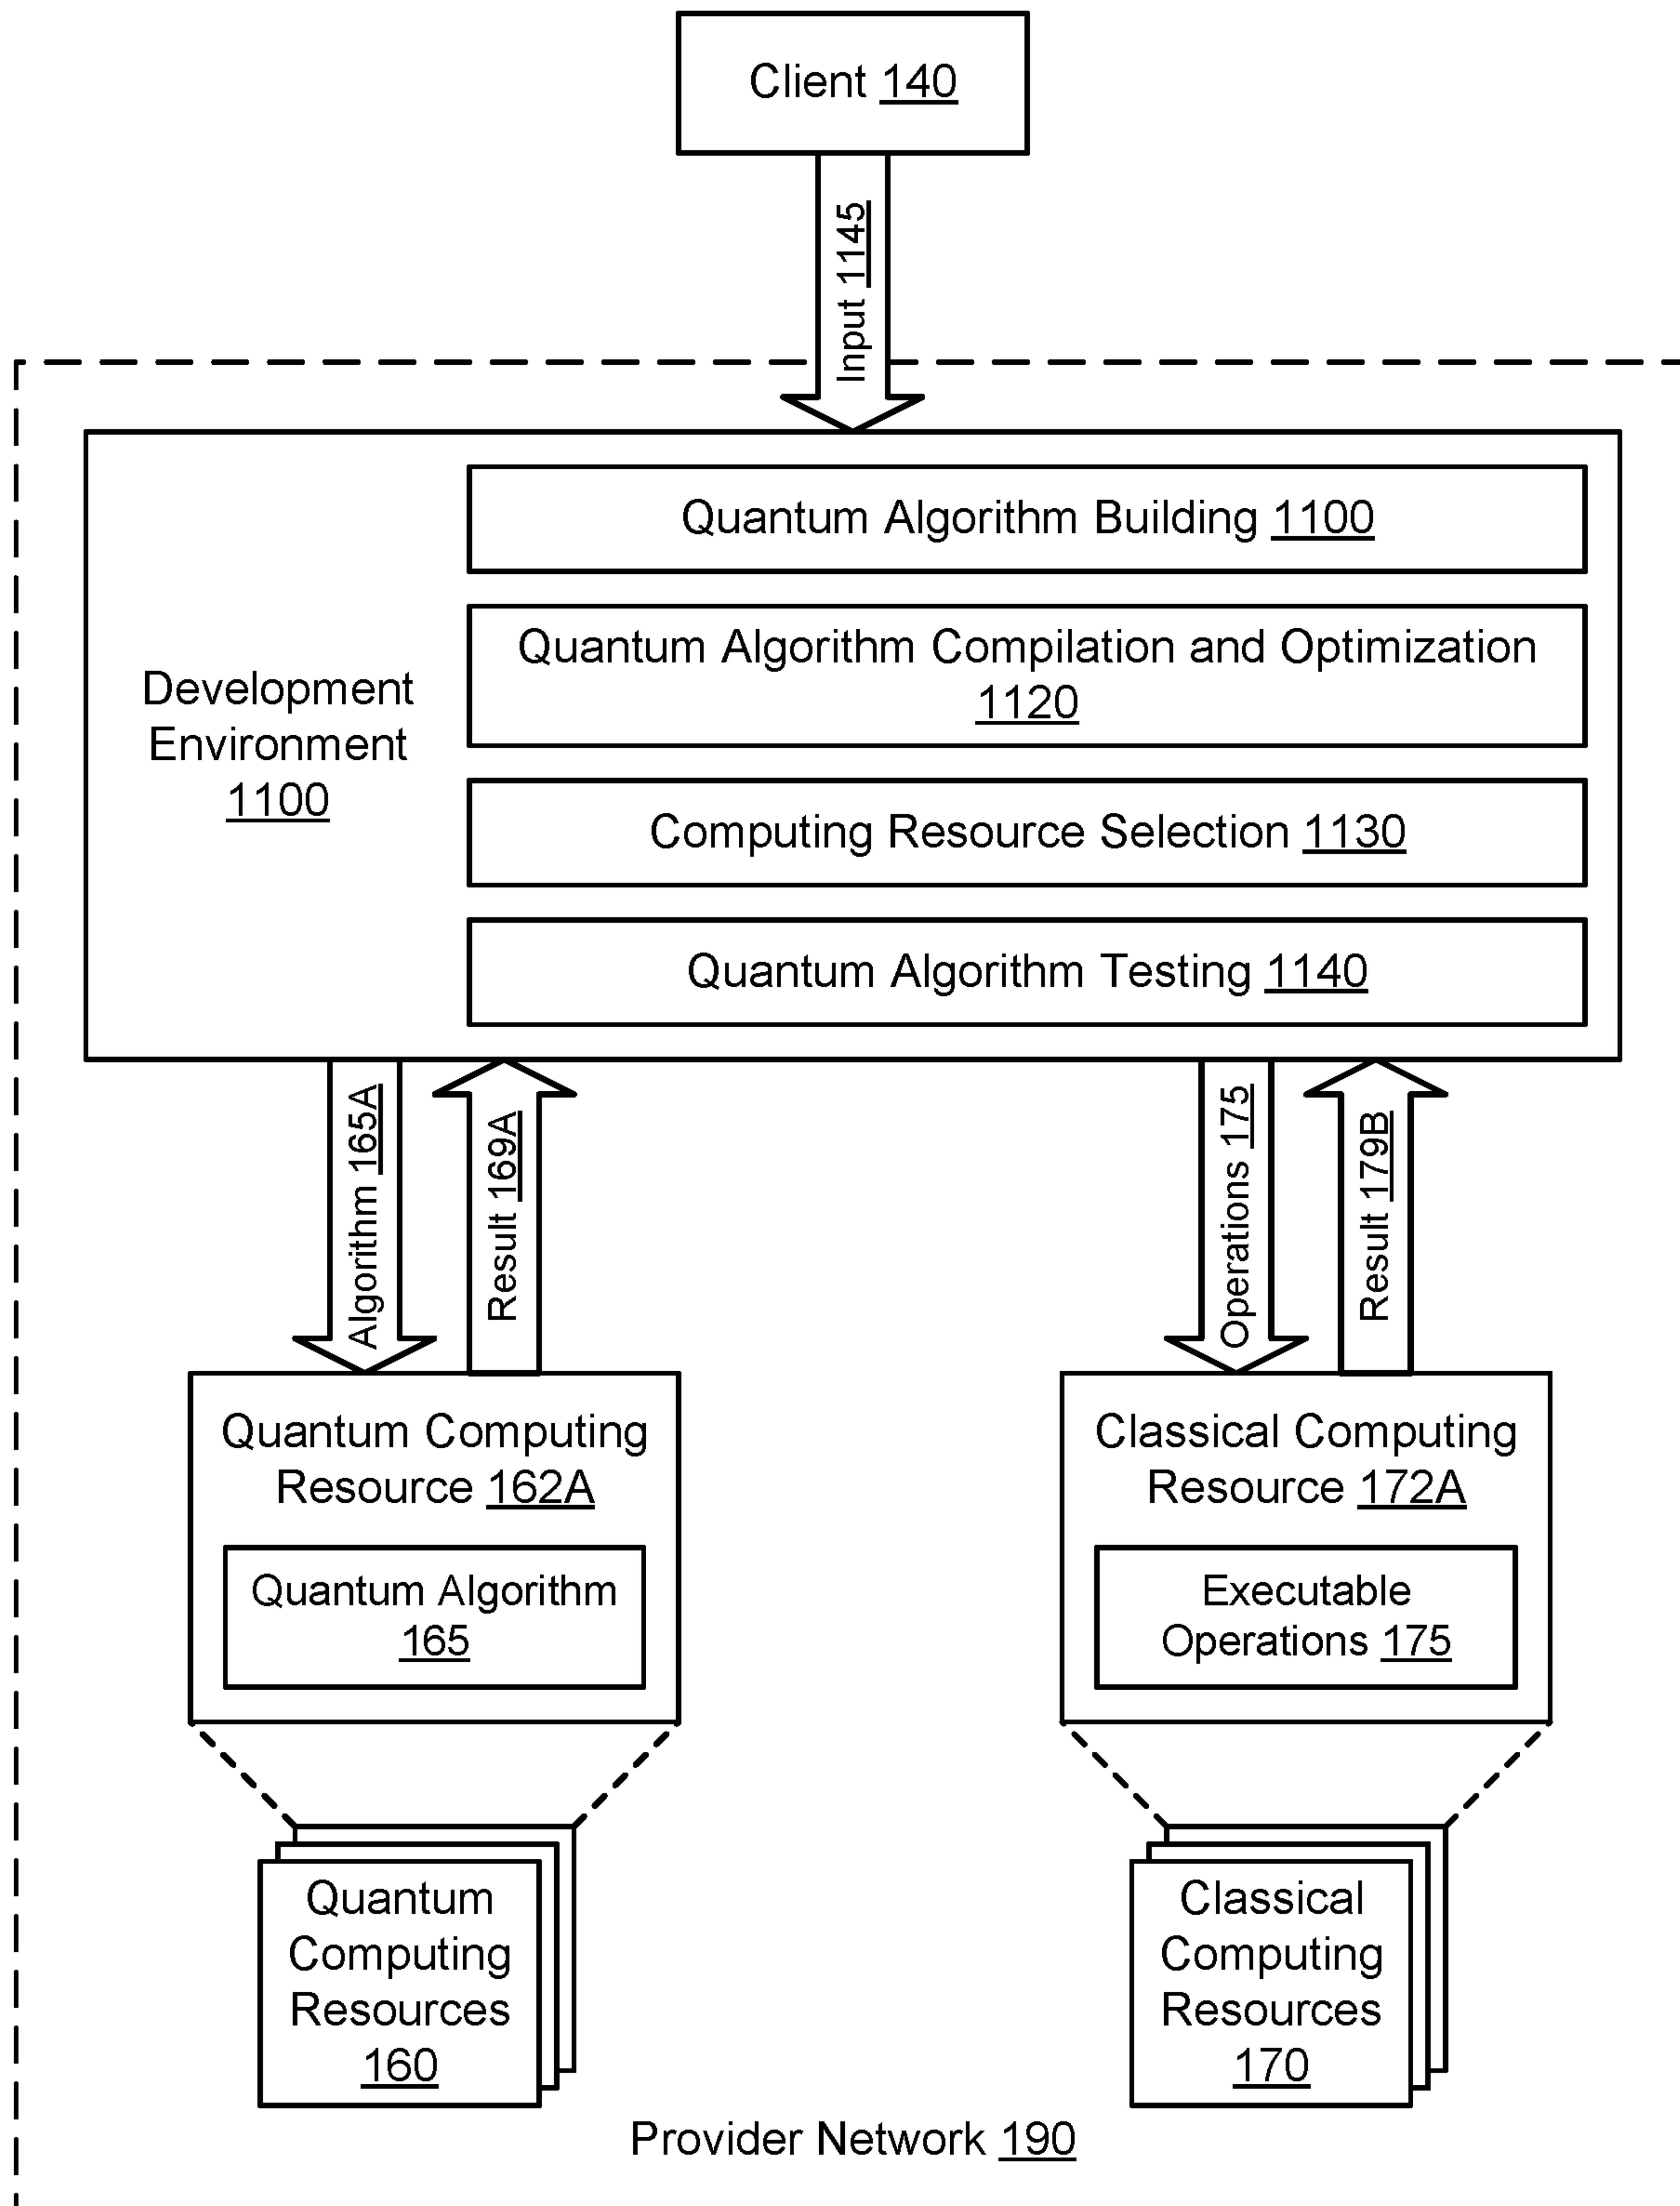 Client 140
Input 1145
Development
Environment
1100
Quantum Algorithm Building 1100
Quantum Algorithm Compilation and Optimization
1120
Computing Resource Selection 1130
Quantum Algorithm Testing 1140
Algorithm 165A
Result 169A
Operations 175
Result 179B
Quantum Computing
Resource 162A
Quantum Algorithm
165
Classical Computing
Resource 172A
Executable
Operations 175
Quantum
Computing
Resources
160
Classical
Computing
Resources
170
Provider Network 190